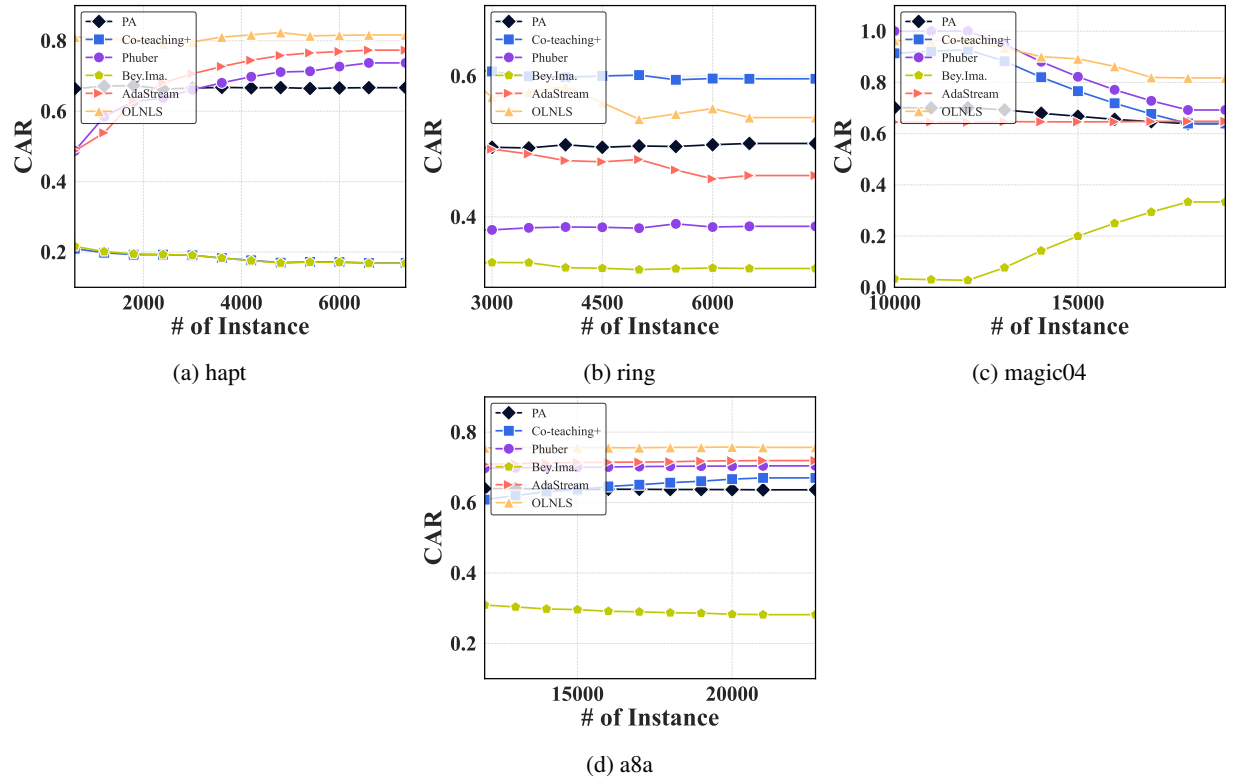 PA
Co-teaching+
Phuber
Bey.Ima.
AdaStream
OLNLS
0.8
0.6
0.4
0.2
CAR
2000
4000
6000
# of Instance
(a) hapt
PA
Co-teaching+
Phuber
Bey.Ima.
AdaStream
OLNLS
0.6
0.4
CAR
3000
4500
6000
# of Instance
(b) ring
PA
Co-teaching+
Phuber
Bey.Ima.
AdaStream
OLNLS
1.0
0.8
0.6
0.4
0.2
0.0
CAR
10000
15000
# of Instance
(c) magic04
PA
Co-teaching+
Phuber
Bey.Ima.
AdaStream
OLNLS
0.8
0.6
0.4
0.2
CAR
15000
20000
# of Instance
(d) a8a